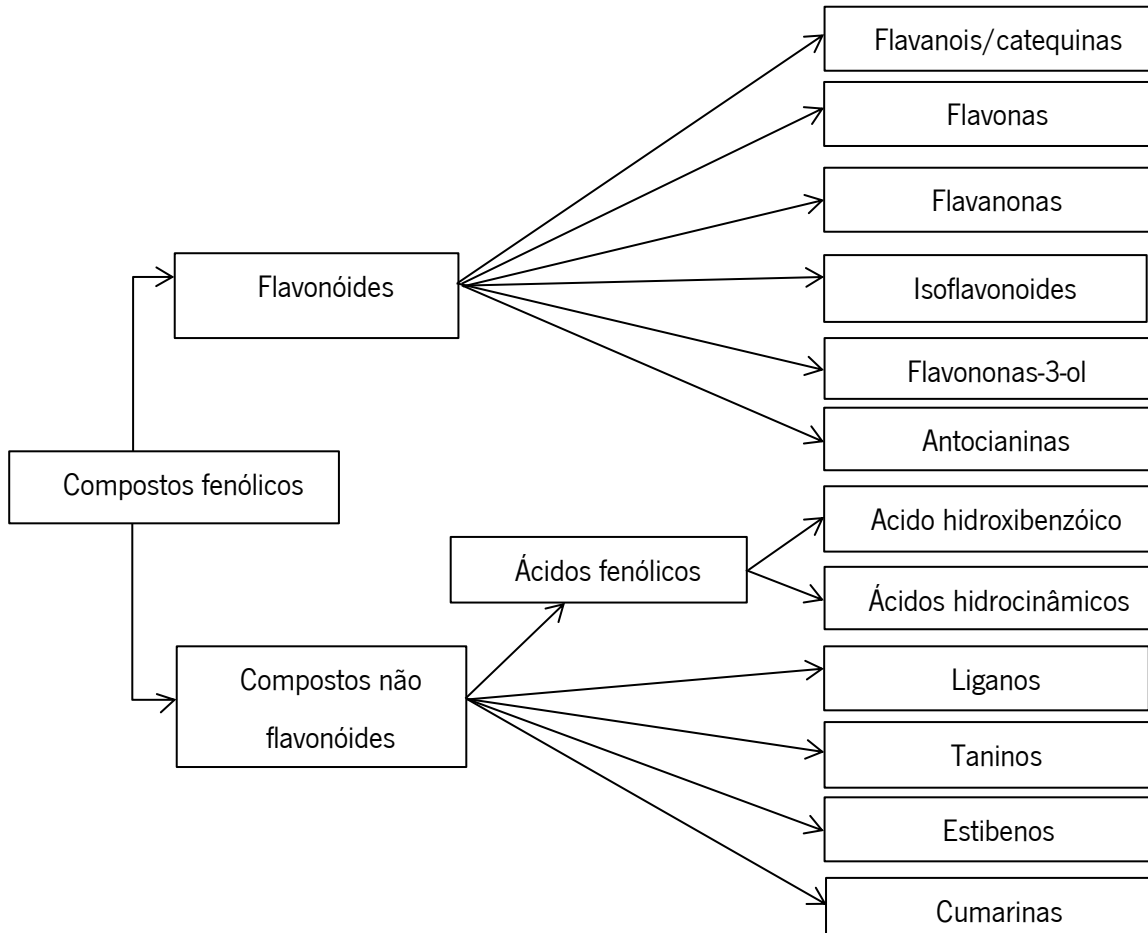 Flavanois/catequinas
Flavonas
Flavanonas
Flavonóides
Isoflavonoides
Flavononas-3-ol
Antocianinas
Compostos fenólicos
Acido hidroxibenzóico
Ácidos fenólicos
Ácidos hidrocinâmicos
Compostos não
flavonóides
Liganos
Taninos
Estibenos
Cumarinas